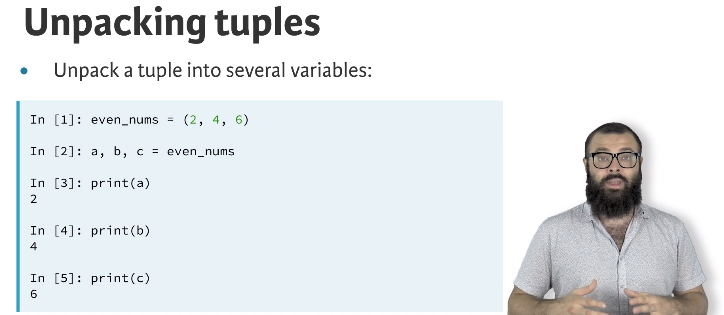 Unpacking tuples
• Unpack a tuple into several variables:
In [1]: even_nums = (2, 4, 6)
In [2]: a, b, c = even_nums
In [3]: print(a)
2
In [4]: print(b)
4
In [5]: print(c)
6